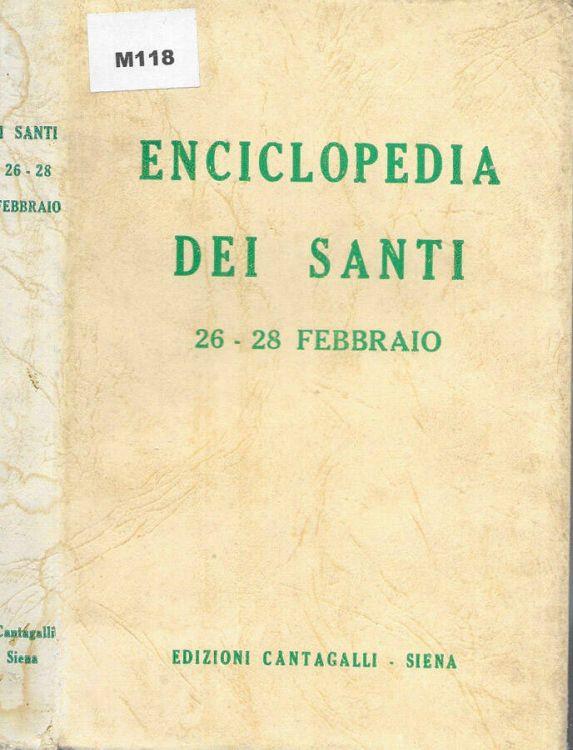 M118
I SANTI
26 - 28
FEBBRAIO
Cantagalli
Siena
ENCICLOPEDIA
DEI SANTI
26 - 28 FEBBRAIO
EDIZIONI CANTAGALLI - SIENA